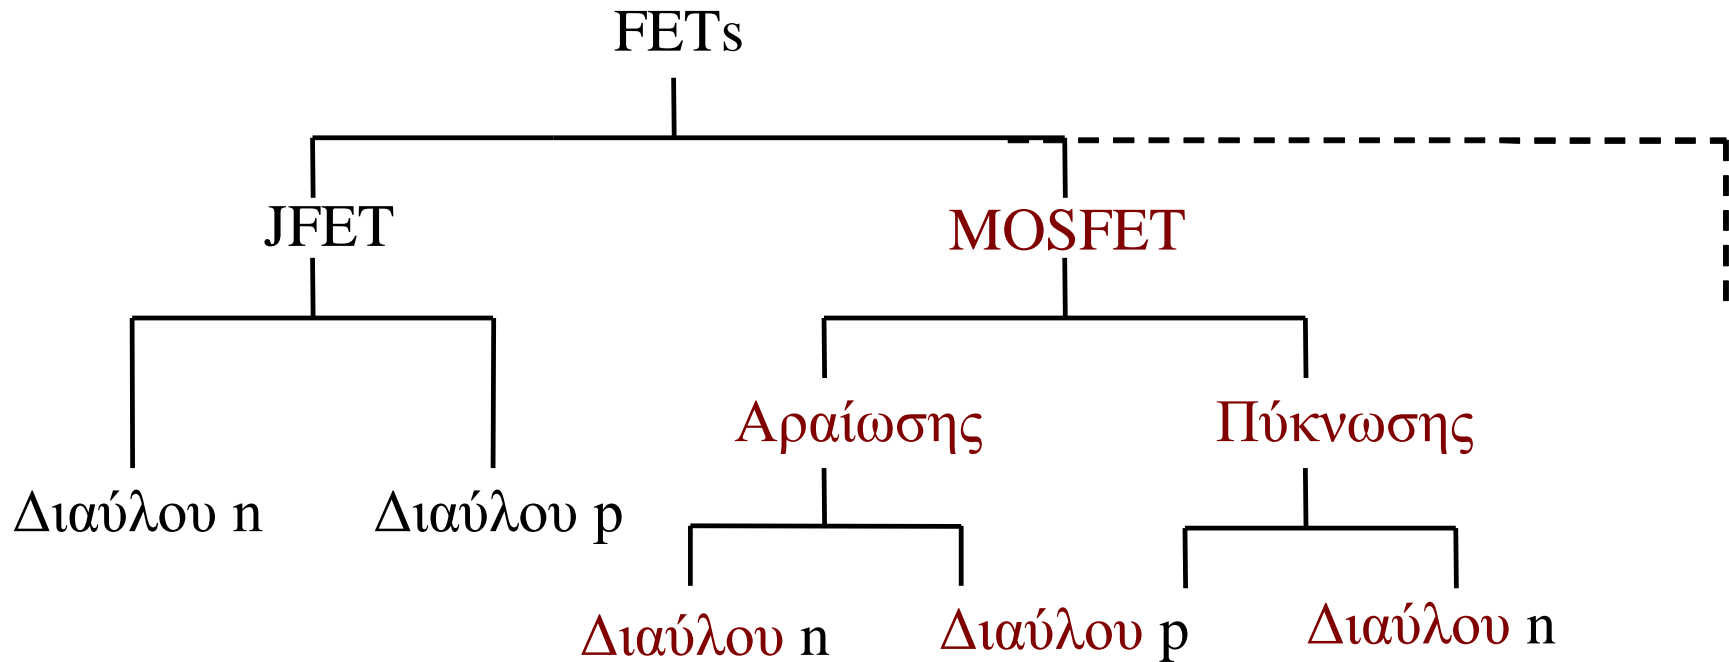 FETs
JFET
MOSFET
Αραίωσης
Πύκνωσης
Διαύλου n
Διαύλου p
Διαύλου n
Διαύλου p
Διαύλου n